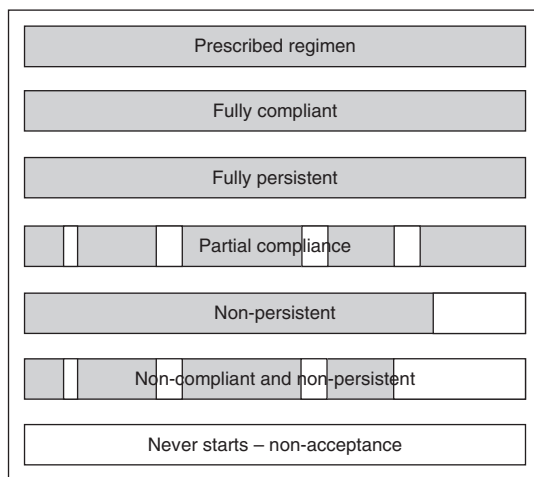 Prescribed regimen
Fully compliant
Fully persistent
Partial compliance
Non-persistent
Non-compliant and non-persistent
Never starts – non-acceptance